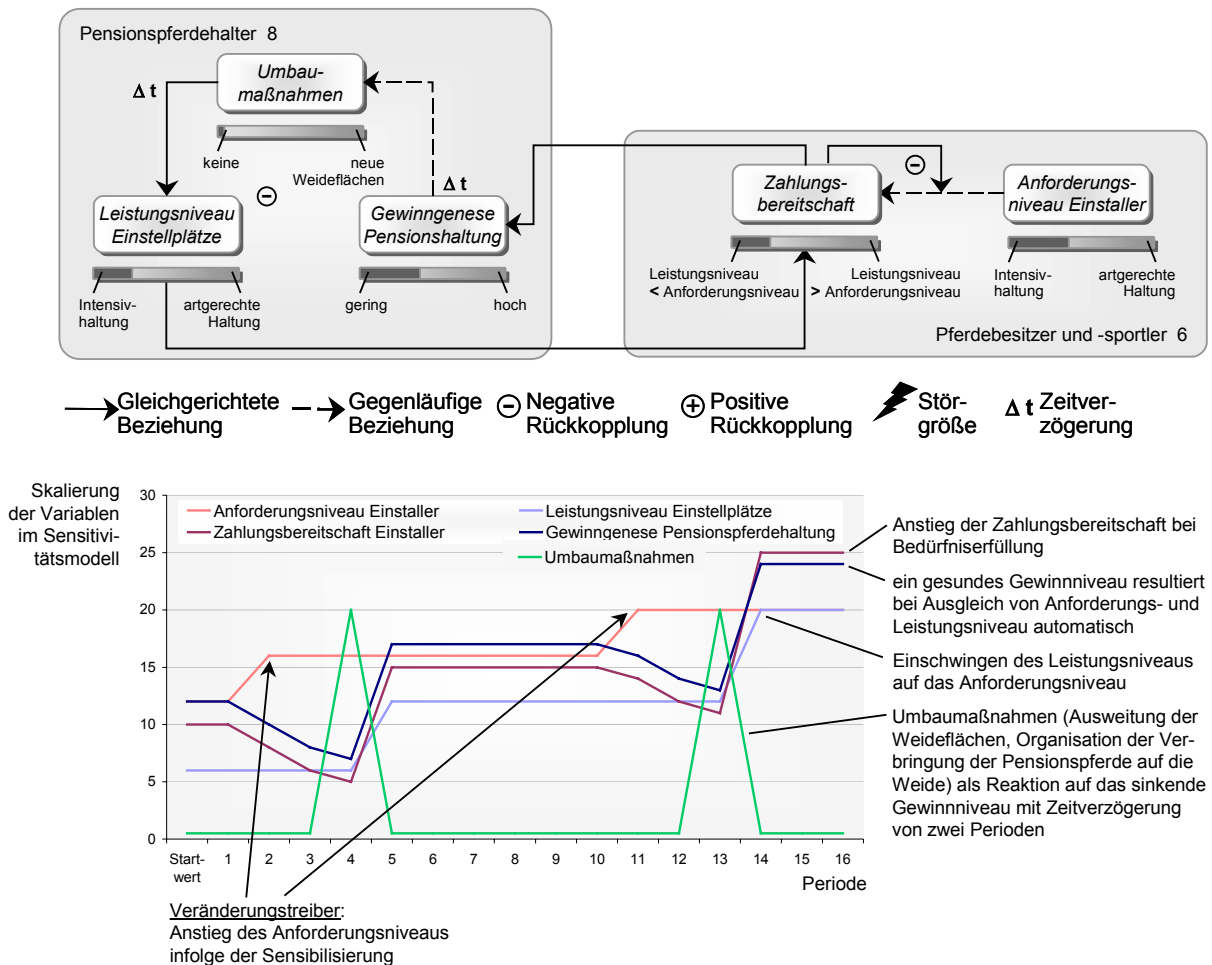 Pensionspferdehalter 8
Umbau-
maßnahmen
Δ t
keine
neue
Weideflächen
Δ t
Leistungsniveau
Einstellplätze
Gewinngenese
Pensionshaltung
Intensiv-
haltung
artgerechte
Haltung
gering
hoch
Zahlungs-
bereitschaft
Anforderungs-
niveau Einstaller
Leistungsniveau
< Anforderungsniveau
Leistungsniveau
> Anforderungsniveau
Intensiv-
haltung
artgerechte
Haltung
Pferdebesitzer und -sportler 6
Gleichgerichtete
Beziehung
Gegenläufige
Beziehung
Negative
Rückkopplung
Positive
Rückkopplung
Stör-
größe
Δ t Zeitver-
zögerung
Skalierung
der Variablen
im Sensitivi-
tätsmodell
30
25
20
15
10
5
0
Anforderungsniveau Einstaller
Leistungsniveau Einstellplätze
Zahlungsbereitschaft Einstaller
Gewinngenese Pensionspferdehaltung
Umbaumaßnahmen
Anstieg der Zahlungsbereitschaft bei
Bedürfniserfüllung
ein gesundes Gewinnniveau resultiert
bei Ausgleich von Anforderungs- und
Leistungsniveau automatisch
Einschwingen des Leistungsniveaus
auf das Anforderungsniveau
Umbaumaßnahmen (Ausweitung der
Weideflächen, Organisation der Ver-
bringung der Pensionspferde auf die
Weide) als Reaktion auf das sinkende
Gewinnniveau mit Zeitverzögerung
von zwei Perioden
Start-
wert
1 2 3 4 5 6 7 8 9 10 11 12 13 14 15 16
Periode
Veränderungstreiber:
Anstieg des Anforderungsniveaus
infolge der Sensibilisierung